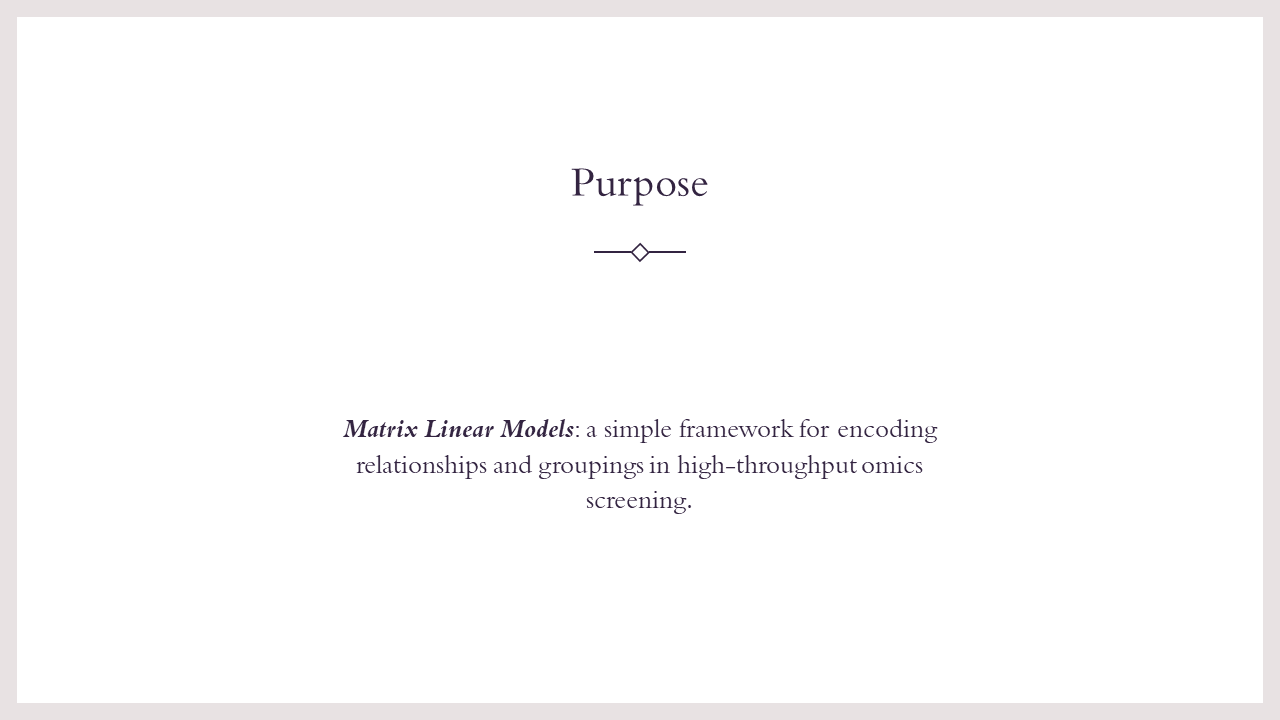 Purpose
Matrix Linear Models: a simple framework for encoding
relationships and groupings in high-throughput omics
screening.